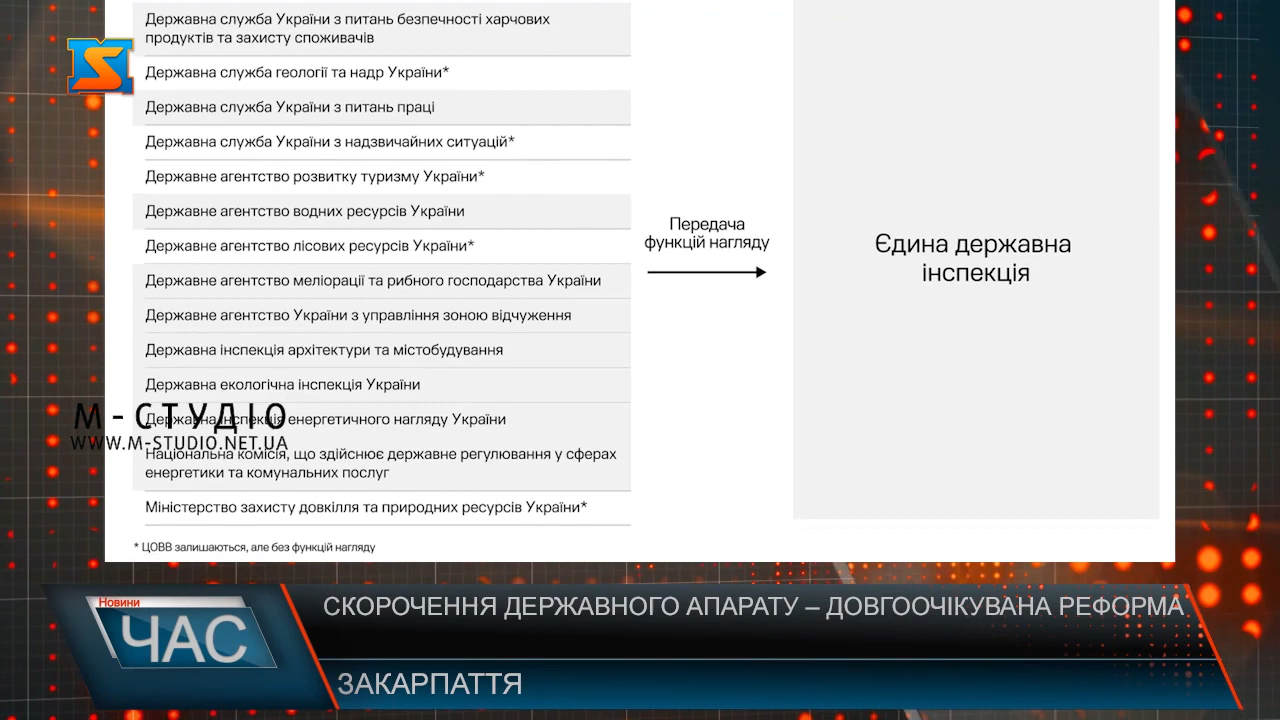 Державна служба України з питань безпечності харчових
продуктів та захисту споживачів
Державна служба геології та надр України*
Державна служба України з питань праці
Державна служба України з надзвичайних ситуацій*
Державне агентство розвитку туризму України*
Державне агентство водних ресурсів України
Державне агентство лісових ресурсів України*
Державне агентство меліорації та рибного господарства України
Державне агентство України з управління зоною відчуження
Державна інспекція архітектури та містобудування
Державна екологічна інспекція України
Державна інспекція енергетичного нагляду України
Національна комісія, що здійснює державне регулювання у сферах
енергетики та комунальних послуг
Міністерство захисту довкілля та природних ресурсів України*
* ЦОВВ залишаються, але без функцій нагляду
Передача
функцій нагляду
Єдина державна
інспекція
М-СТУДІО
WWW.M-STUDIO.NET.UA
Новини
ЧАС
СКОРОЧЕННЯ ДЕРЖАВНОГО АПАРАТУ – ДОВГООЧІКУВАНА РЕФОРМА
ЗАКАРПАТТЯ